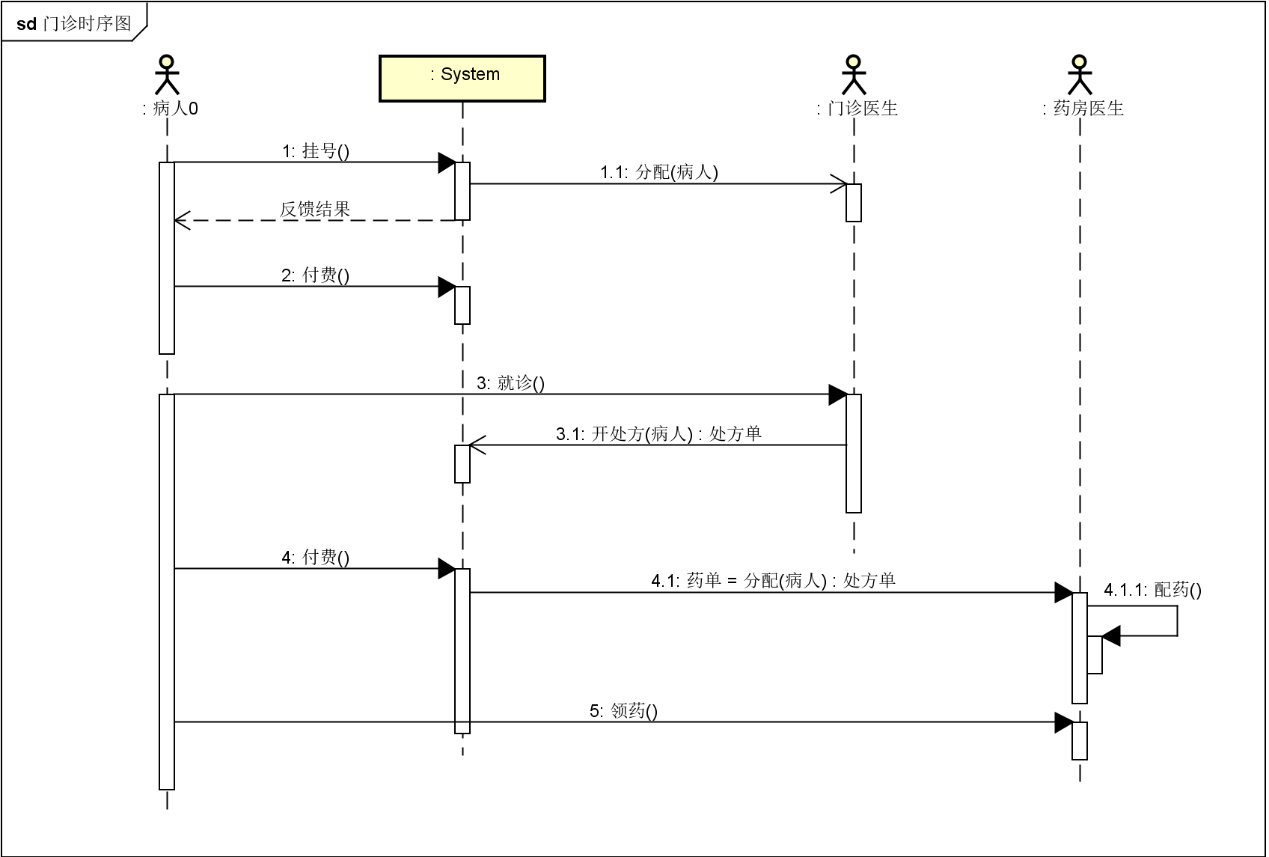 sd 门诊时序图
: 病人0
: System
: 门诊医生
: 药房医生
1: 挂号()
1.1: 分配(病人)
反馈结果
2: 付费()
3: 就诊()
3.1: 开处方(病人) : 处方单
4: 付费()
4.1: 药单 = 分配(病人) : 处方单
4.1.1: 配药()
5: 领药()